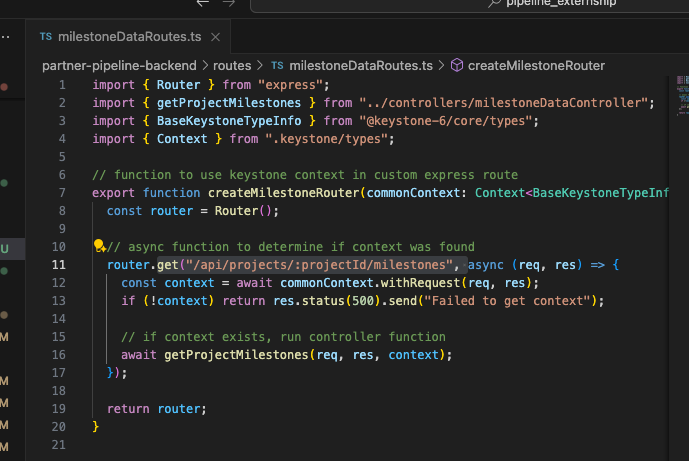 pipeline_externship
TS milestoneDataRoutes.ts ×
partner-pipeline-backend > routes > TS milestoneDataRoutes.ts > createMilestoneRouter
1 import { Router } from "express";
2 import { getProjectMilestones } from "../controllers/milestoneDataController";
3 import { BaseKeystoneTypeInfo } from "@keystone-6/core/types";
4 import { Context } from ".keystone/types";
5
6 // function to use keystone context in custom express route
7 export function createMilestoneRouter(commonContext: Context<BaseKeystoneTypeInf
8 const router = Router();
9
10 // async function to determine if context was found
U
11 router.get("/api/projects/:projectId/milestones", async (req, res) => {
12 const context = await commonContext.withRequest(req, res);
13 if (!context) return res.status(500).send("Failed to get context");
14
15 // if context exists, run controller function
M
16 await getProjectMilestones(req, res, context);
17 });
M
18
M
19 return router;
M
20 }
M
21